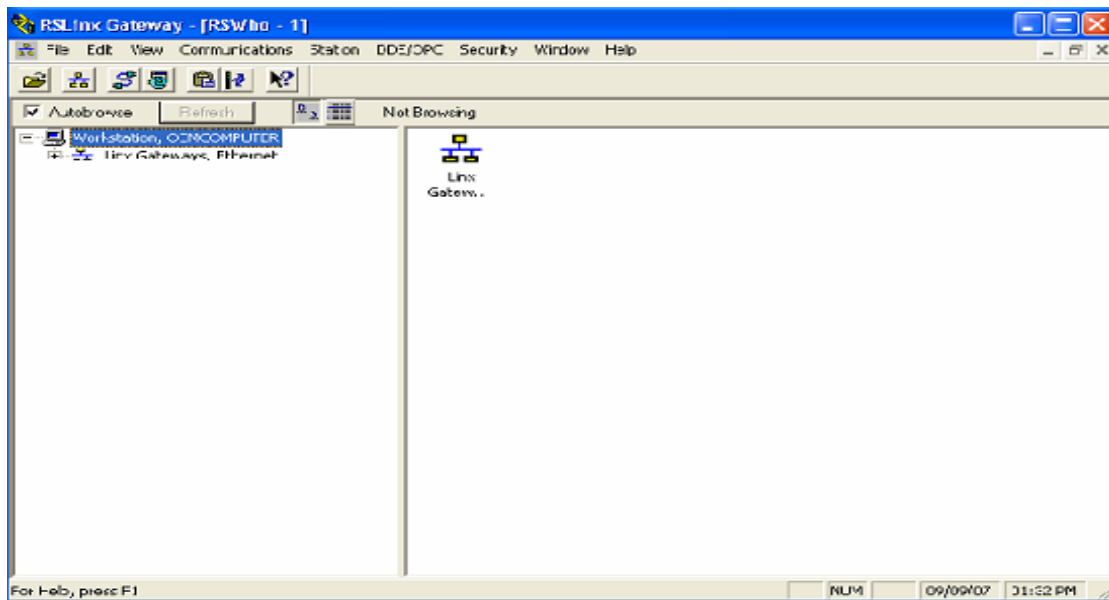 RSLinx Gateway - [RSWho - 1]
File Edit View Communications Station DDE/OPC Security Window Help
Autobrowse Refresh Not Browsing
Workstation, OEMCOMPUTER
Linx Gateways, Ethernet
Linx
Gatew...
For Help, press F1 NUM 09/09/07 01:32 PM